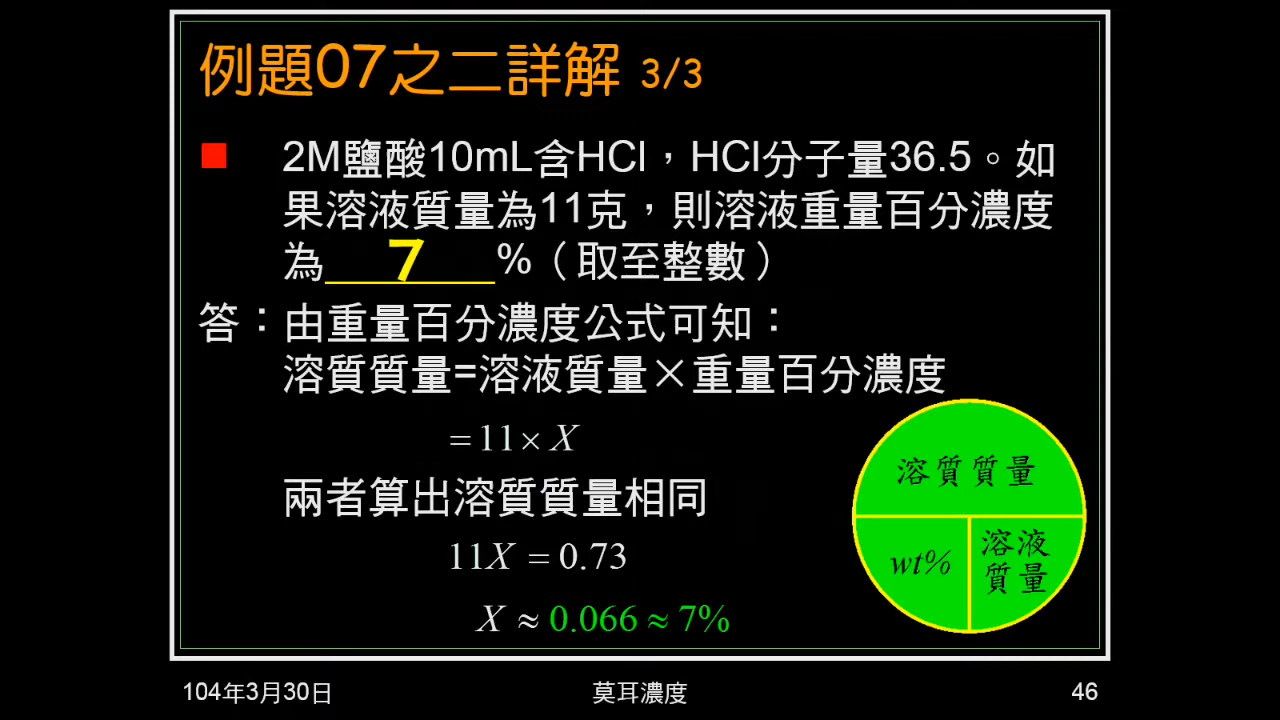 例題07之二詳解 3/3
2M鹽酸10mL含HCl，HCl分子量36.5。如
果溶液質量為11克，則溶液重量百分濃度
為 7 %（取至整數）
答：由重量百分濃度公式可知：
溶質質量=溶液質量×重量百分濃度
=11×X
兩者算出溶質質量相同
11X = 0.73
X ≈ 0.066 ≈ 7%
溶質質量
wt%
溶液
質量
104年3月30日
莫耳濃度
46